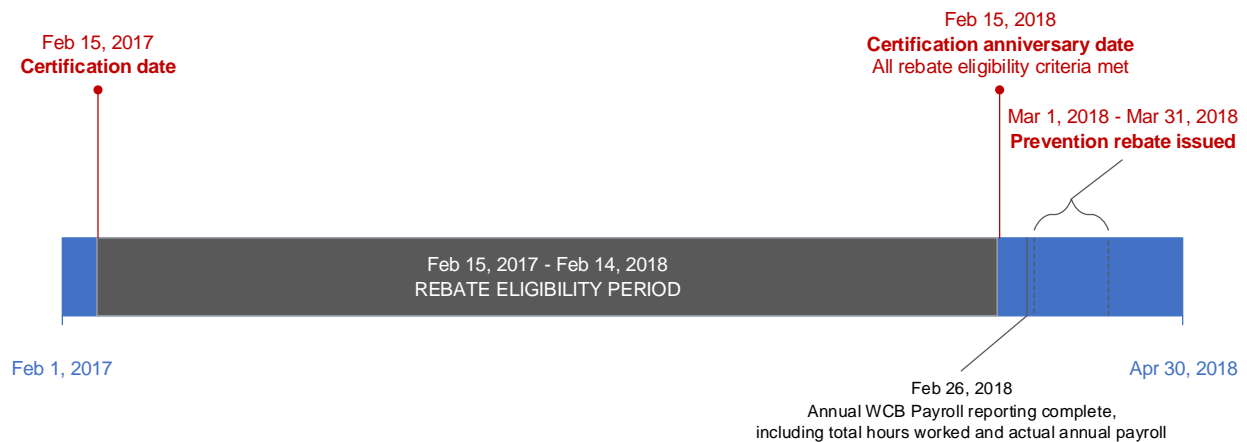 Feb 15, 2017
Certification date
Feb 15, 2018
Certification anniversary date
All rebate eligibility criteria met
Mar 1, 2018 - Mar 31, 2018
Prevention rebate issued
Feb 15, 2017 - Feb 14, 2018
REBATE ELIGIBILITY PERIOD
Feb 1, 2017
Apr 30, 2018
Feb 26, 2018
Annual WCB Payroll reporting complete,
including total hours worked and actual annual payroll